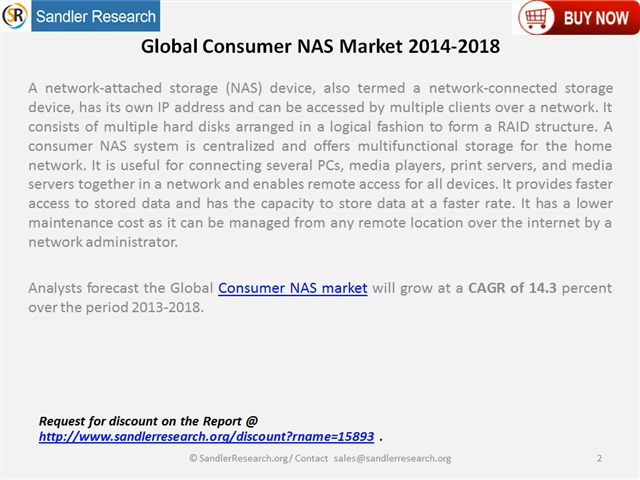 SR Sandler Research
BUY NOW
Global Consumer NAS Market 2014-2018
A network-attached storage (NAS) device, also termed a network-connected storage
device, has its own IP address and can be accessed by multiple clients over a network. It
consists of multiple hard disks arranged in a logical fashion to form a RAID structure. A
consumer NAS system is centralized and offers multifunctional storage for the home
network. It is useful for connecting several PCs, media players, print servers, and media
servers together in a network and enables remote access for all devices. It provides faster
access to stored data and has the capacity to store data at a faster rate. It has a lower
maintenance cost as it can be managed from any remote location over the internet by a
network administrator.
Analysts forecast the Global Consumer NAS market will grow at a CAGR of 14.3 percent
over the period 2013-2018.
Request for discount on the Report @
http://www.sandlerresearch.org/discount?rname=15893 .
© SandlerResearch.org/ Contact sales@sandlerresearch.org
2